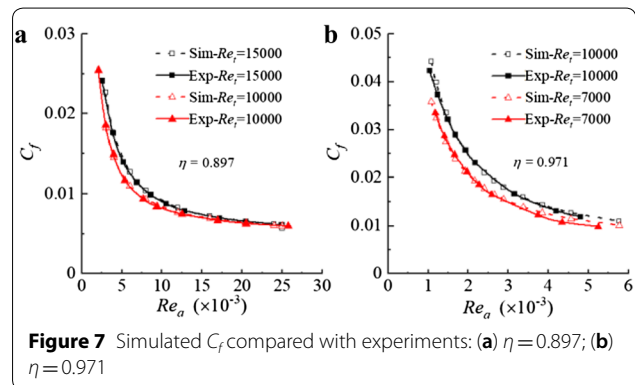 a
0.03
0.02
0.01
0
C_f
0 5 10 15 20 25 30
Re_a (×10^-3)
Sim-Re_t=15000
Exp-Re_t=15000
Sim-Re_t=10000
Exp-Re_t=10000
η = 0.897
b
0.05
0.04
0.03
0.02
0.01
0
C_f
0 1 2 3 4 5 6
Re_a (×10^-3)
Sim-Re_t=10000
Exp-Re_t=10000
Sim-Re_t=7000
Exp-Re_t=7000
η = 0.971
Figure 7 Simulated C_f compared with experiments: (a) η = 0.897; (b)
η = 0.971